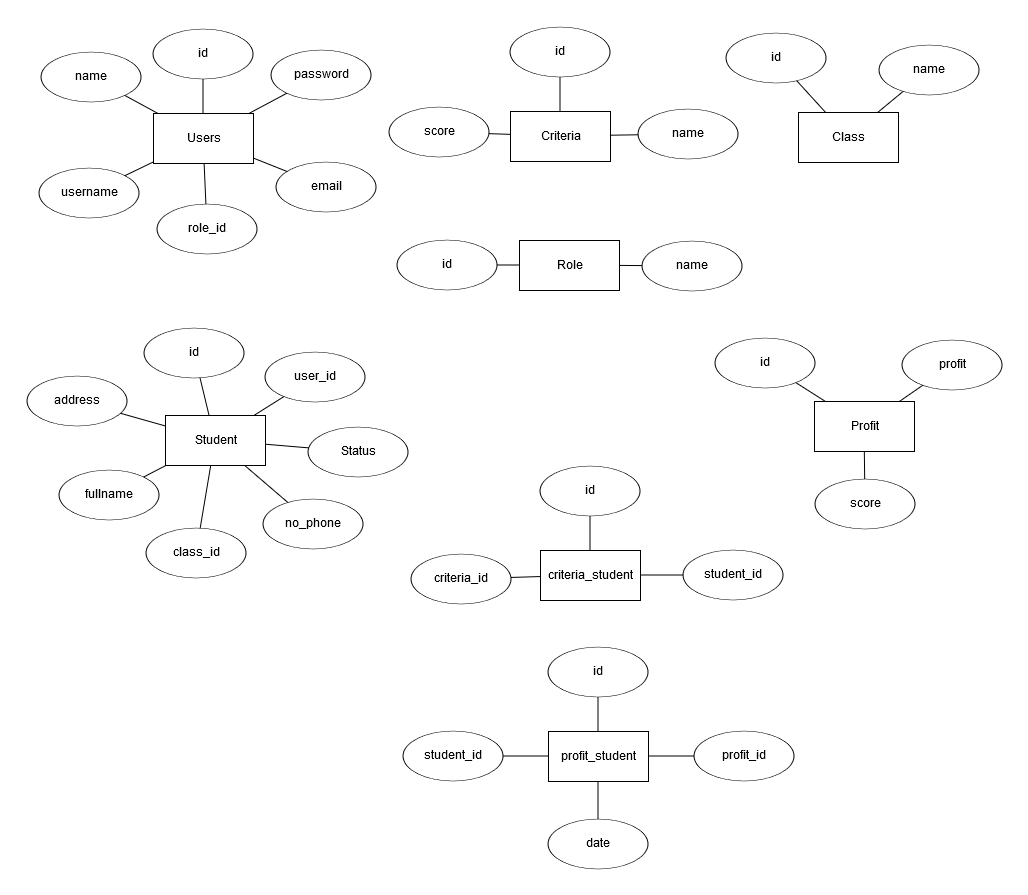 id
name
password
Users
username
email
role_id
id
score
Criteria
name
id
name
Class
id
Role
name
id
user_id
address
Student
Status
fullname
no_phone
class_id
id
profit
Profit
score
id
criteria_id
criteria_student
student_id
id
student_id
profit_student
profit_id
date